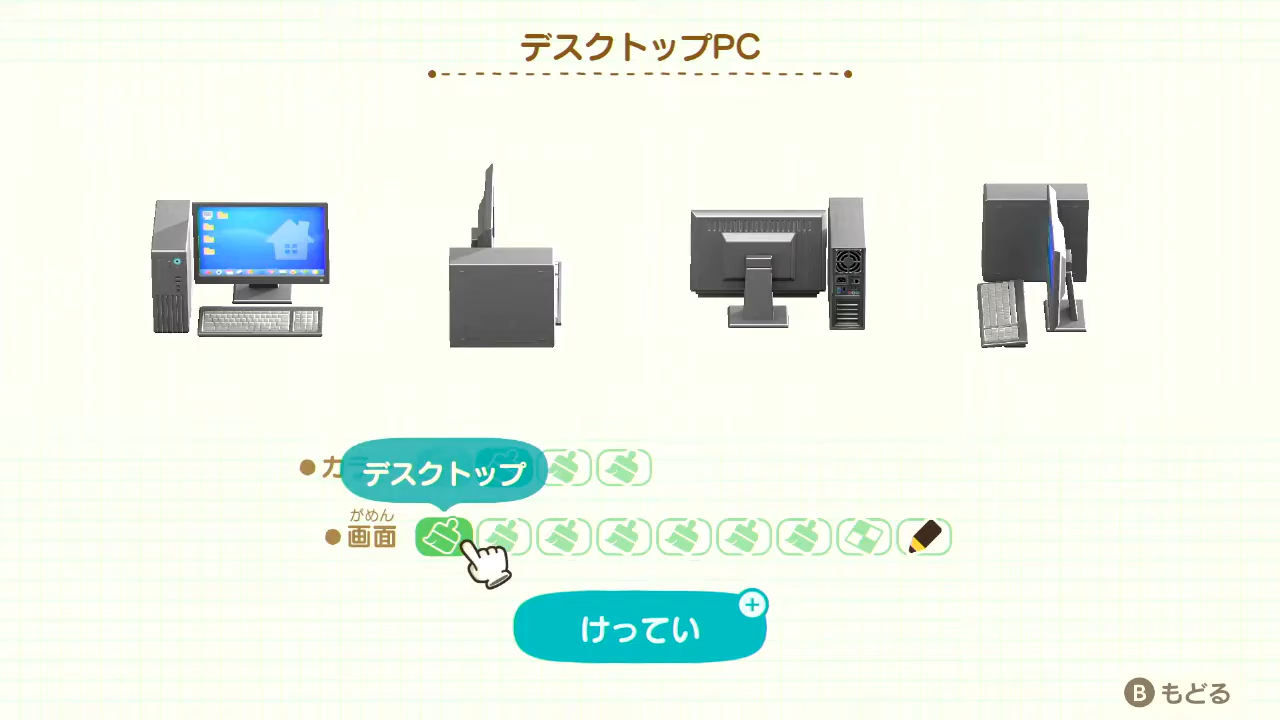 デスクトップPC
カ
デスクトップ
がめん
画面
けってい
B もどる